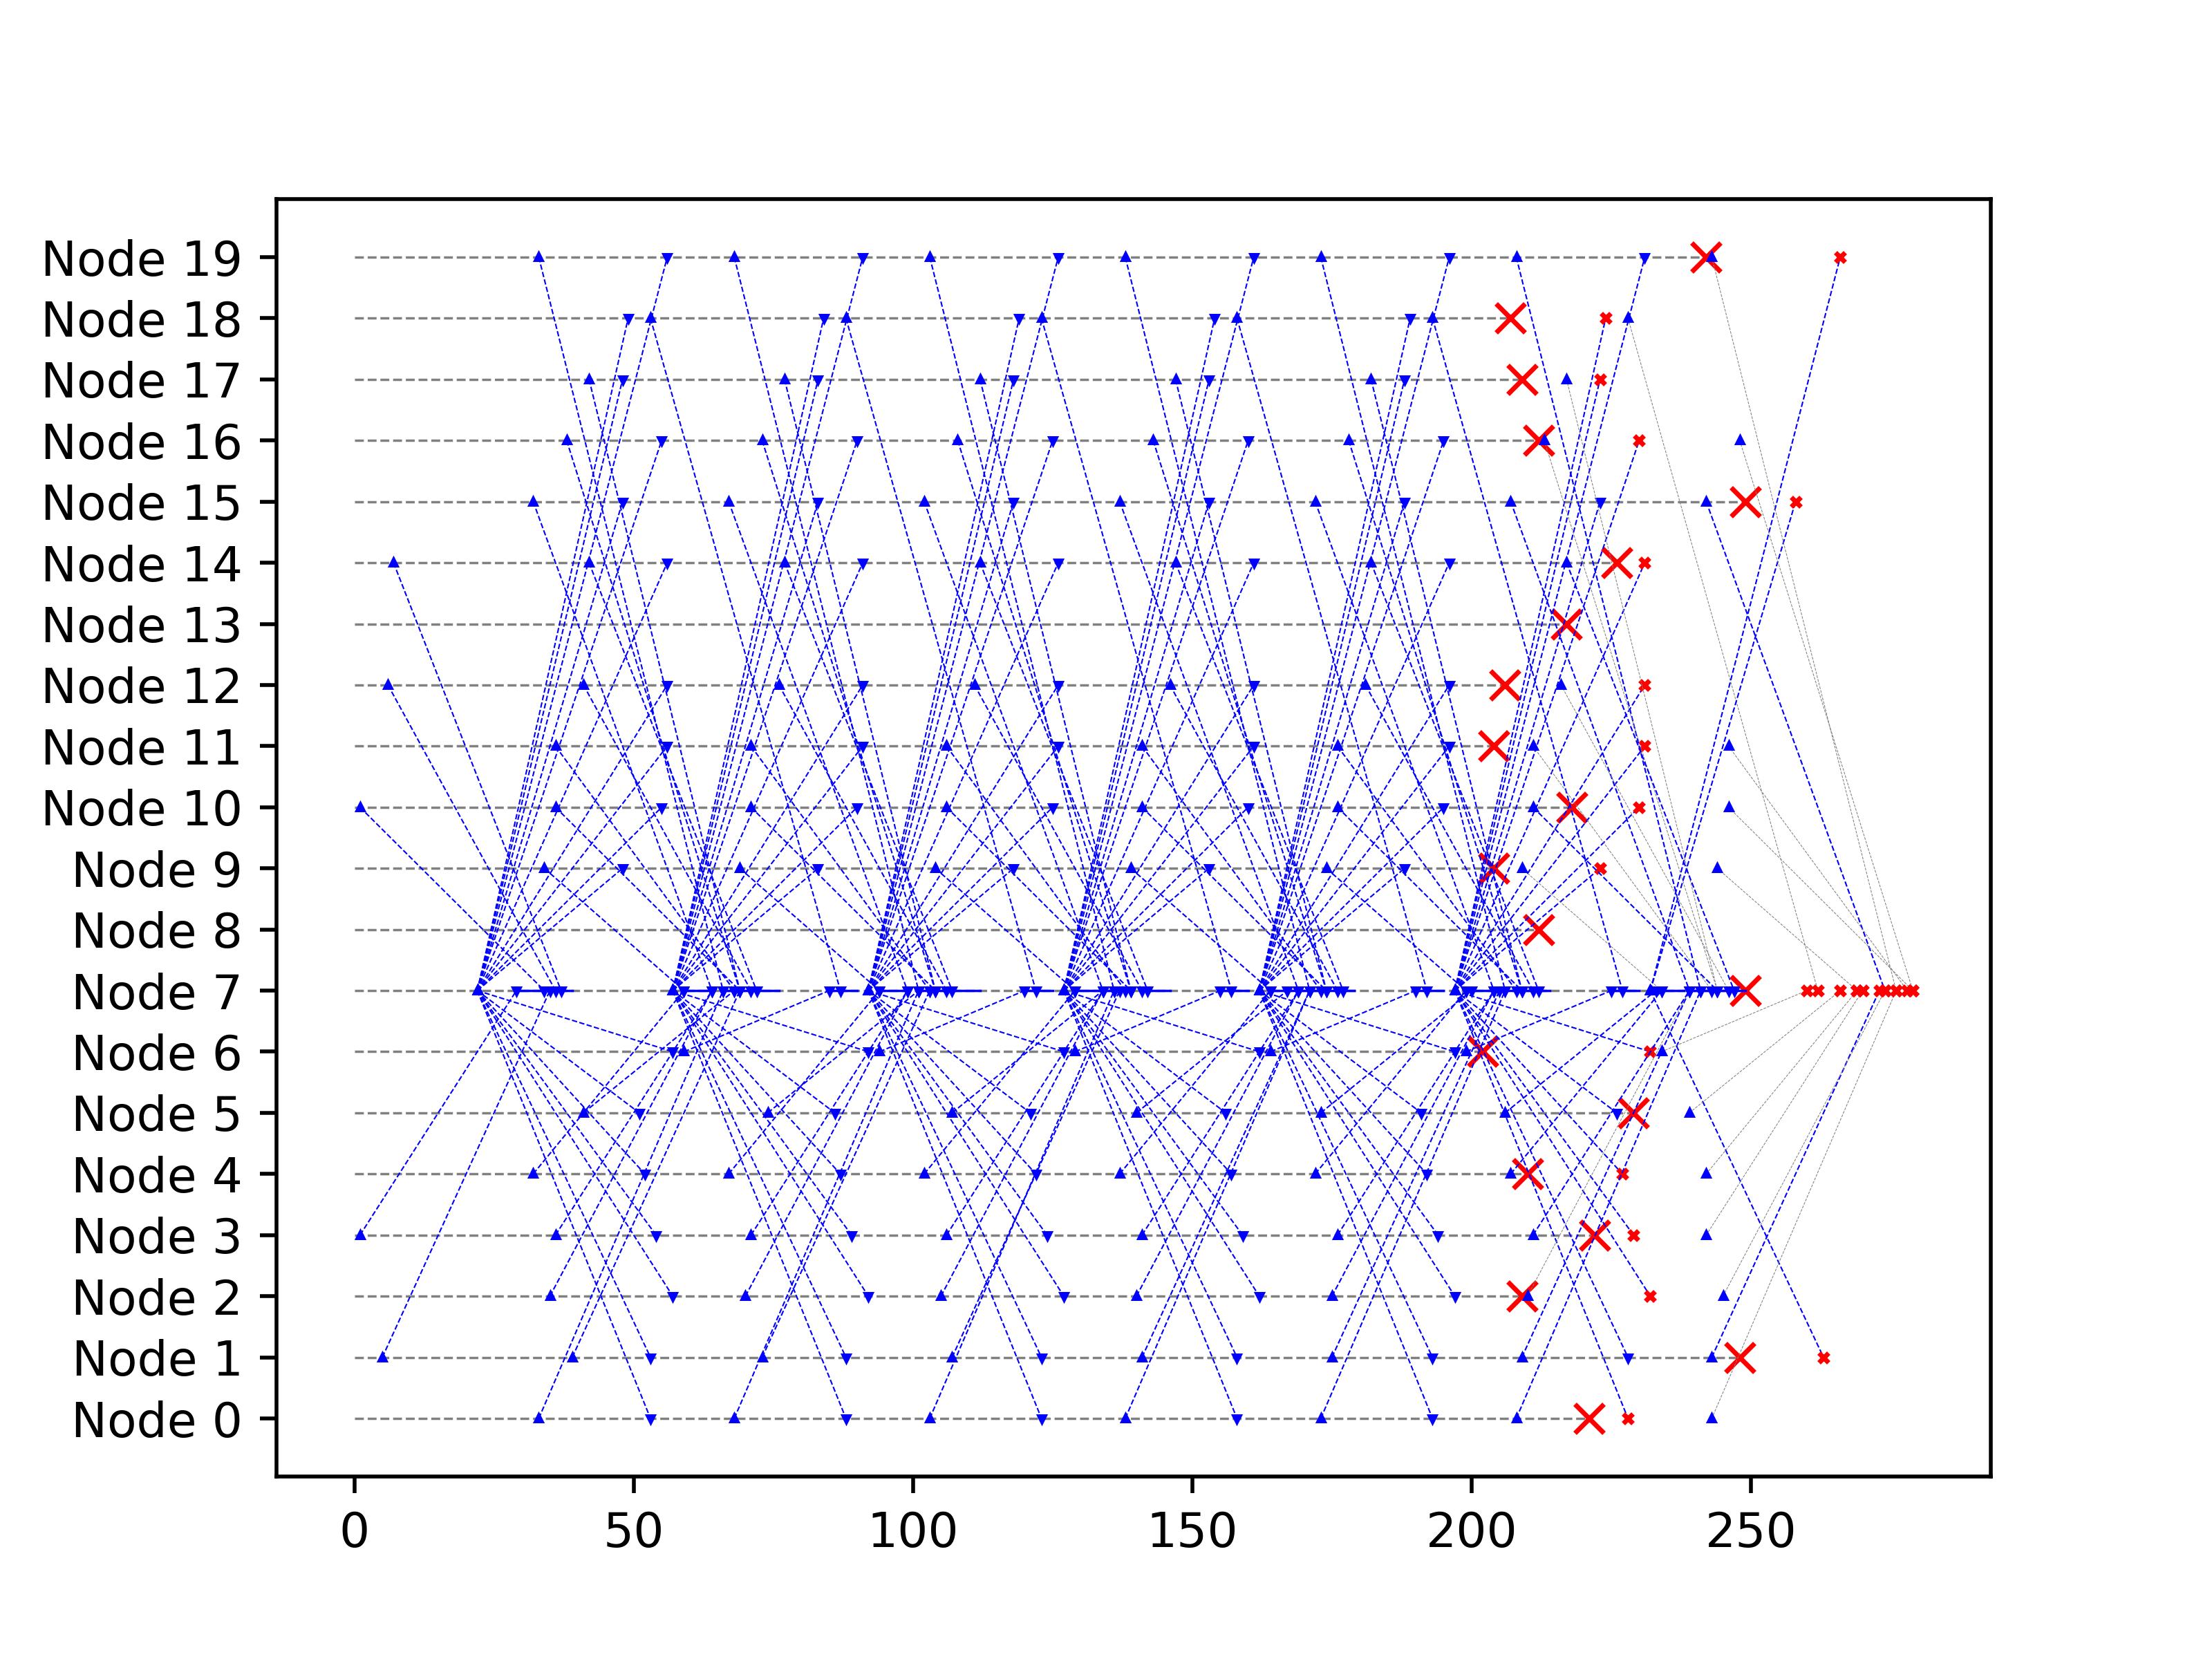 Node 19
Node 18
Node 17
Node 16
Node 15
Node 14
Node 13
Node 12
Node 11
Node 10
Node 9
Node 8
Node 7
Node 6
Node 5
Node 4
Node 3
Node 2
Node 1
Node 0
0 50 100 150 200 250